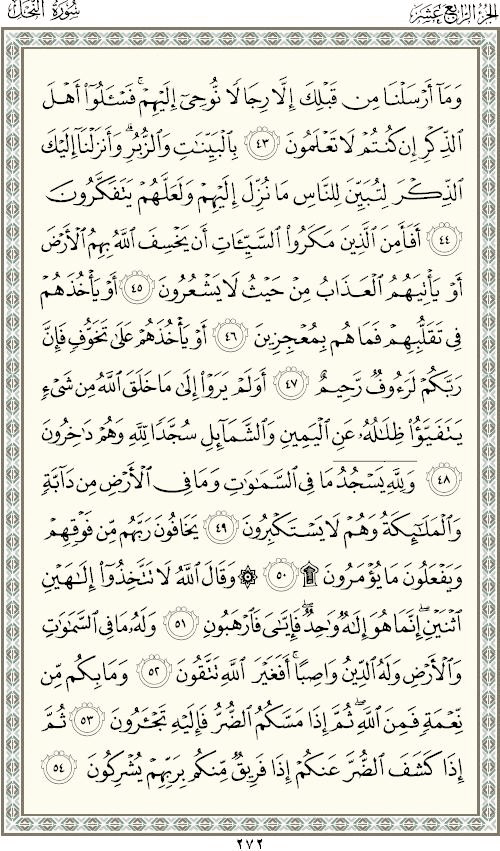 الجزء الرابع عشر
سورة النحل
وَمَآ أَرْسَلْنَا مِن قَبْلِكَ إِلَّا رِجَالًا نُّوحِىٓ إِلَيْهِمْ ۚ فَسْـَٔلُوٓا۟ أَهْلَ
ٱلذِّكْرِ إِن كُنتُمْ لَا تَعْلَمُونَ ٤٣ بِٱلْبَيِّنَـٰتِ وَٱلزُّبُرِ ۗ وَأَنزَلْنَآ إِلَيْكَ
ٱلذِّكْرَ لِتُبَيِّنَ لِلنَّاسِ مَا نُزِّلَ إِلَيْهِمْ وَلَعَلَّهُمْ يَتَفَكَّرُونَ
٤٤ أَفَأَمِنَ ٱلَّذِينَ مَكَرُوا۟ ٱلسَّيِّـَٔاتِ أَن يَخْسِفَ ٱللَّهُ بِهِمُ ٱلْأَرْضَ
أَوْ يَأْتِيَهُمُ ٱلْعَذَابُ مِنْ حَيْثُ لَا يَشْعُرُونَ ٤٥ أَوْ يَأْخُذَهُمْ
فِى تَقَلُّبِهِمْ فَمَا هُم بِمُعْجِزِينَ ٤٦ أَوْ يَأْخُذَهُمْ عَلَىٰ تَخَوُّفٍ فَإِنَّ
رَبَّكُمْ لَرَءُوفٌ رَّحِيمٌ ٤٧ أَوَلَمْ يَرَوْا۟ إِلَىٰ مَا خَلَقَ ٱللَّهُ مِن شَىْءٍ
يَتَفَيَّؤُا۟ ظِلَـٰلُهُۥ عَنِ ٱلْيَمِينِ وَٱلشَّمَآئِلِ سُجَّدًا لِّلَّهِ وَهُمْ دَٰخِرُونَ
٤٨ وَلِلَّهِ يَسْجُدُ مَا فِى ٱلسَّمَـٰوَٰتِ وَمَا فِى ٱلْأَرْضِ مِن دَآبَّةٍ
وَٱلْمَلَـٰٓئِكَةُ وَهُمْ لَا يَسْتَكْبِرُونَ ٤٩ يَخَافُونَ رَبَّهُم مِّن فَوْقِهِمْ
وَيَفْعَلُونَ مَا يُؤْمَرُونَ ۩ ٥٠ ۞ وَقَالَ ٱللَّهُ لَا تَتَّخِذُوٓا۟ إِلَـٰهَيْنِ
ٱثْنَيْنِ ۖ إِنَّمَا هُوَ إِلَـٰهٌ وَٰحِدٌ ۖ فَإِيَّـٰىَ فَٱرْهَبُونِ ٥١ وَلَهُۥ مَا فِى ٱلسَّمَـٰوَٰتِ
وَٱلْأَرْضِ وَلَهُ ٱلدِّينُ وَاصِبًا ۚ أَفَغَيْرَ ٱللَّهِ تَتَّقُونَ ٥٢ وَمَا بِكُم مِّن
نِّعْمَةٍ فَمِنَ ٱللَّهِ ۖ ثُمَّ إِذَا مَسَّكُمُ ٱلضُّرُّ فَإِلَيْهِ تَجْـَٔرُونَ ٥٣ ثُمَّ
إِذَا كَشَفَ ٱلضُّرَّ عَنكُمْ إِذَا فَرِيقٌ مِّنكُم بِرَبِّهِمْ يُشْرِكُونَ ٥٤
٢٧٢